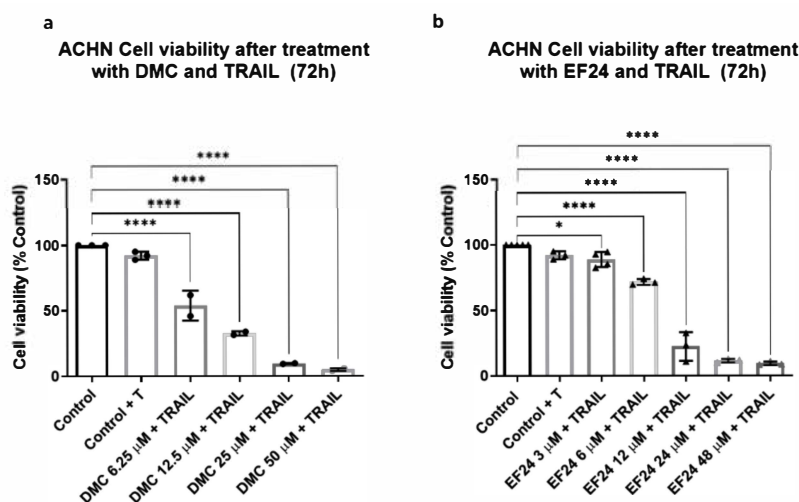 a
ACHN Cell viability after treatment
with DMC and TRAIL (72h)
****
****
****
****
Cell viability (% Control)
150
100
50
0
Control
Control + T
DMC 6.25 μM + TRAIL
DMC 12.5 μM + TRAIL
DMC 25 μM + TRAIL
DMC 50 μM + TRAIL
b
ACHN Cell viability after treatment
with EF24 and TRAIL (72h)
****
****
****
****
*
Cell viability (% Control)
150
100
50
0
Control
Control + T
EF24 3 μM + TRAIL
EF24 6 μM + TRAIL
EF24 12 μM + TRAIL
EF24 24 μM + TRAIL
EF24 48 μM + TRAIL